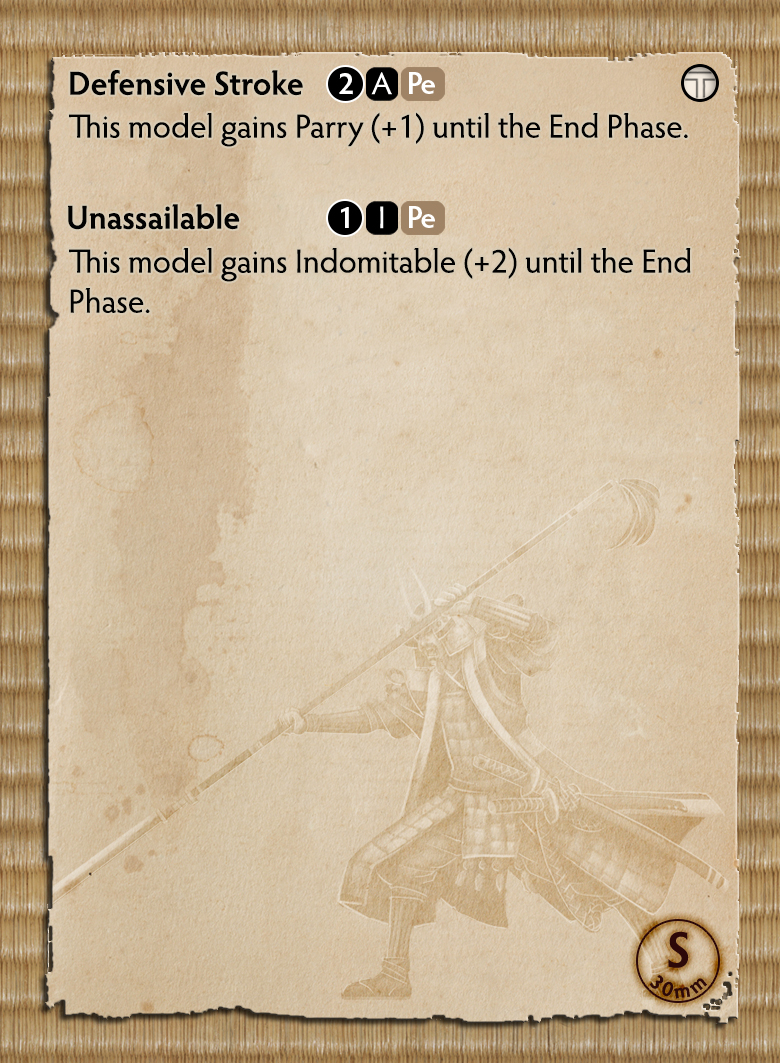 Defensive Stroke 2 A Pe
This model gains Parry (+1) until the End Phase.
Unassailable 1 I Pe
This model gains Indomitable (+2) until the End
Phase.
S
30mm